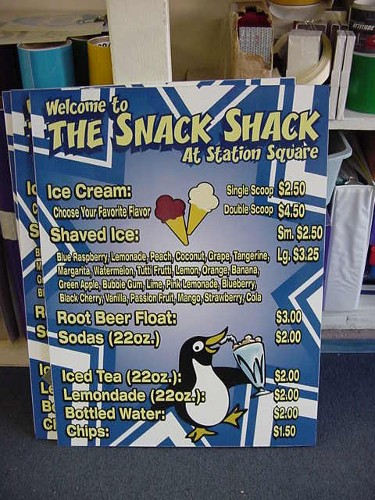 Welcome to
THE SNACK SHACK
At Station Square
Ice Cream: Single Scoop $2.50
Choose Your Favorite Flavor Double Scoop $4.50
Shaved Ice: Sm. $2.50
Blue Raspberry, Lemonade, Peach, Coconut, Grape, Tangerine, Lg. $3.25
Margarita, Watermelon, Tutti Frutti, Lemon, Orange, Banana,
Green Apple, Bubble Gum, Lime, Pink Lemonade, Blueberry,
Black Cherry, Vanilla, Passion Fruit, Mango, Strawberry, Cola
Root Beer Float: $3.00
Sodas (22oz.) $2.00
Iced Tea (22oz.): $2.00
Lemonade (22oz.): $2.00
Bottled Water: $2.00
Chips: $1.50